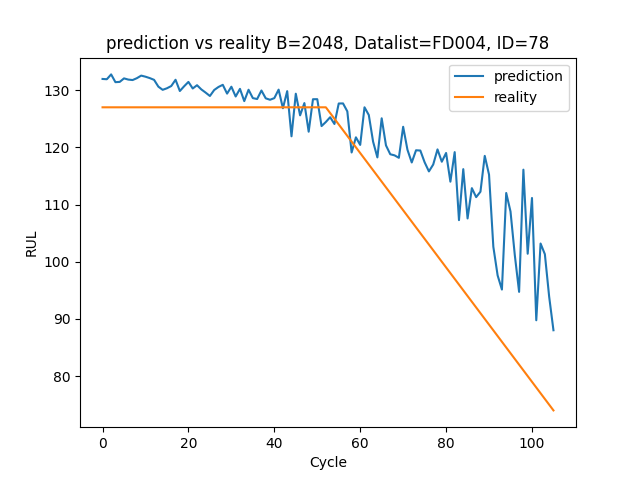 prediction vs reality B=2048, Datalist=FD004, ID=78
prediction
reality
130
120
110
100
90
80
RUL
0 20 40 60 80 100
Cycle